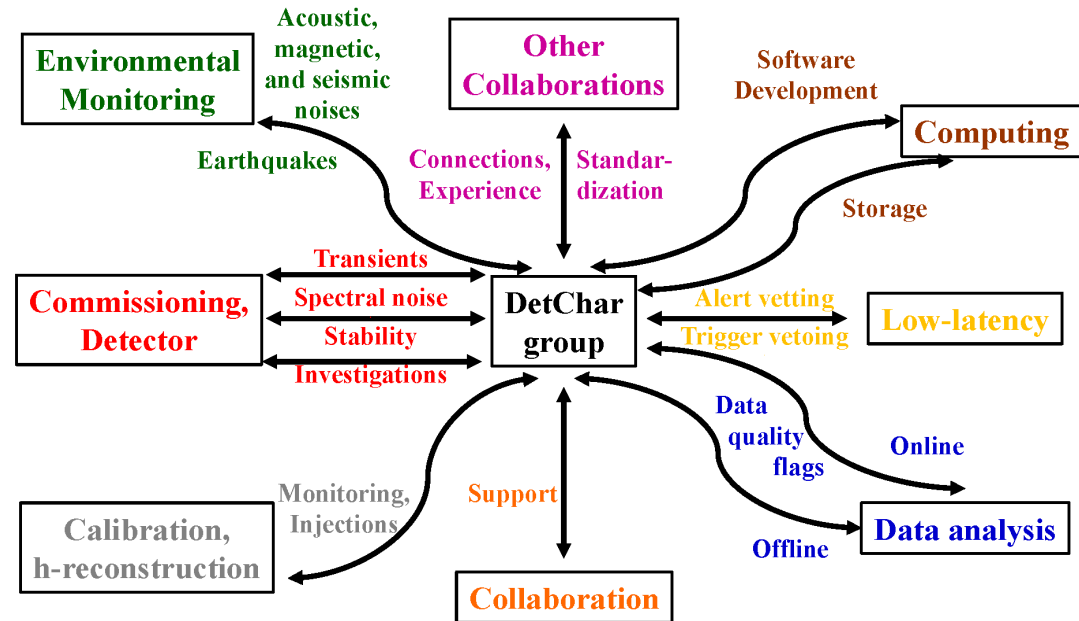 Environmental
Monitoring
Acoustic,
magnetic,
and seismic
noises
Earthquakes
Other
Collaborations
Connections,
Experience
Standar-
dization
Software
Development
Computing
Storage
Commissioning,
Detector
Transients
Spectral noise
Stability
Investigations
DetChar
group
Alert vetting
Trigger vetoing
Low-latency
Data
quality
flags
Online
Offline
Data analysis
Calibration,
h-reconstruction
Monitoring,
Injections
Support
Collaboration